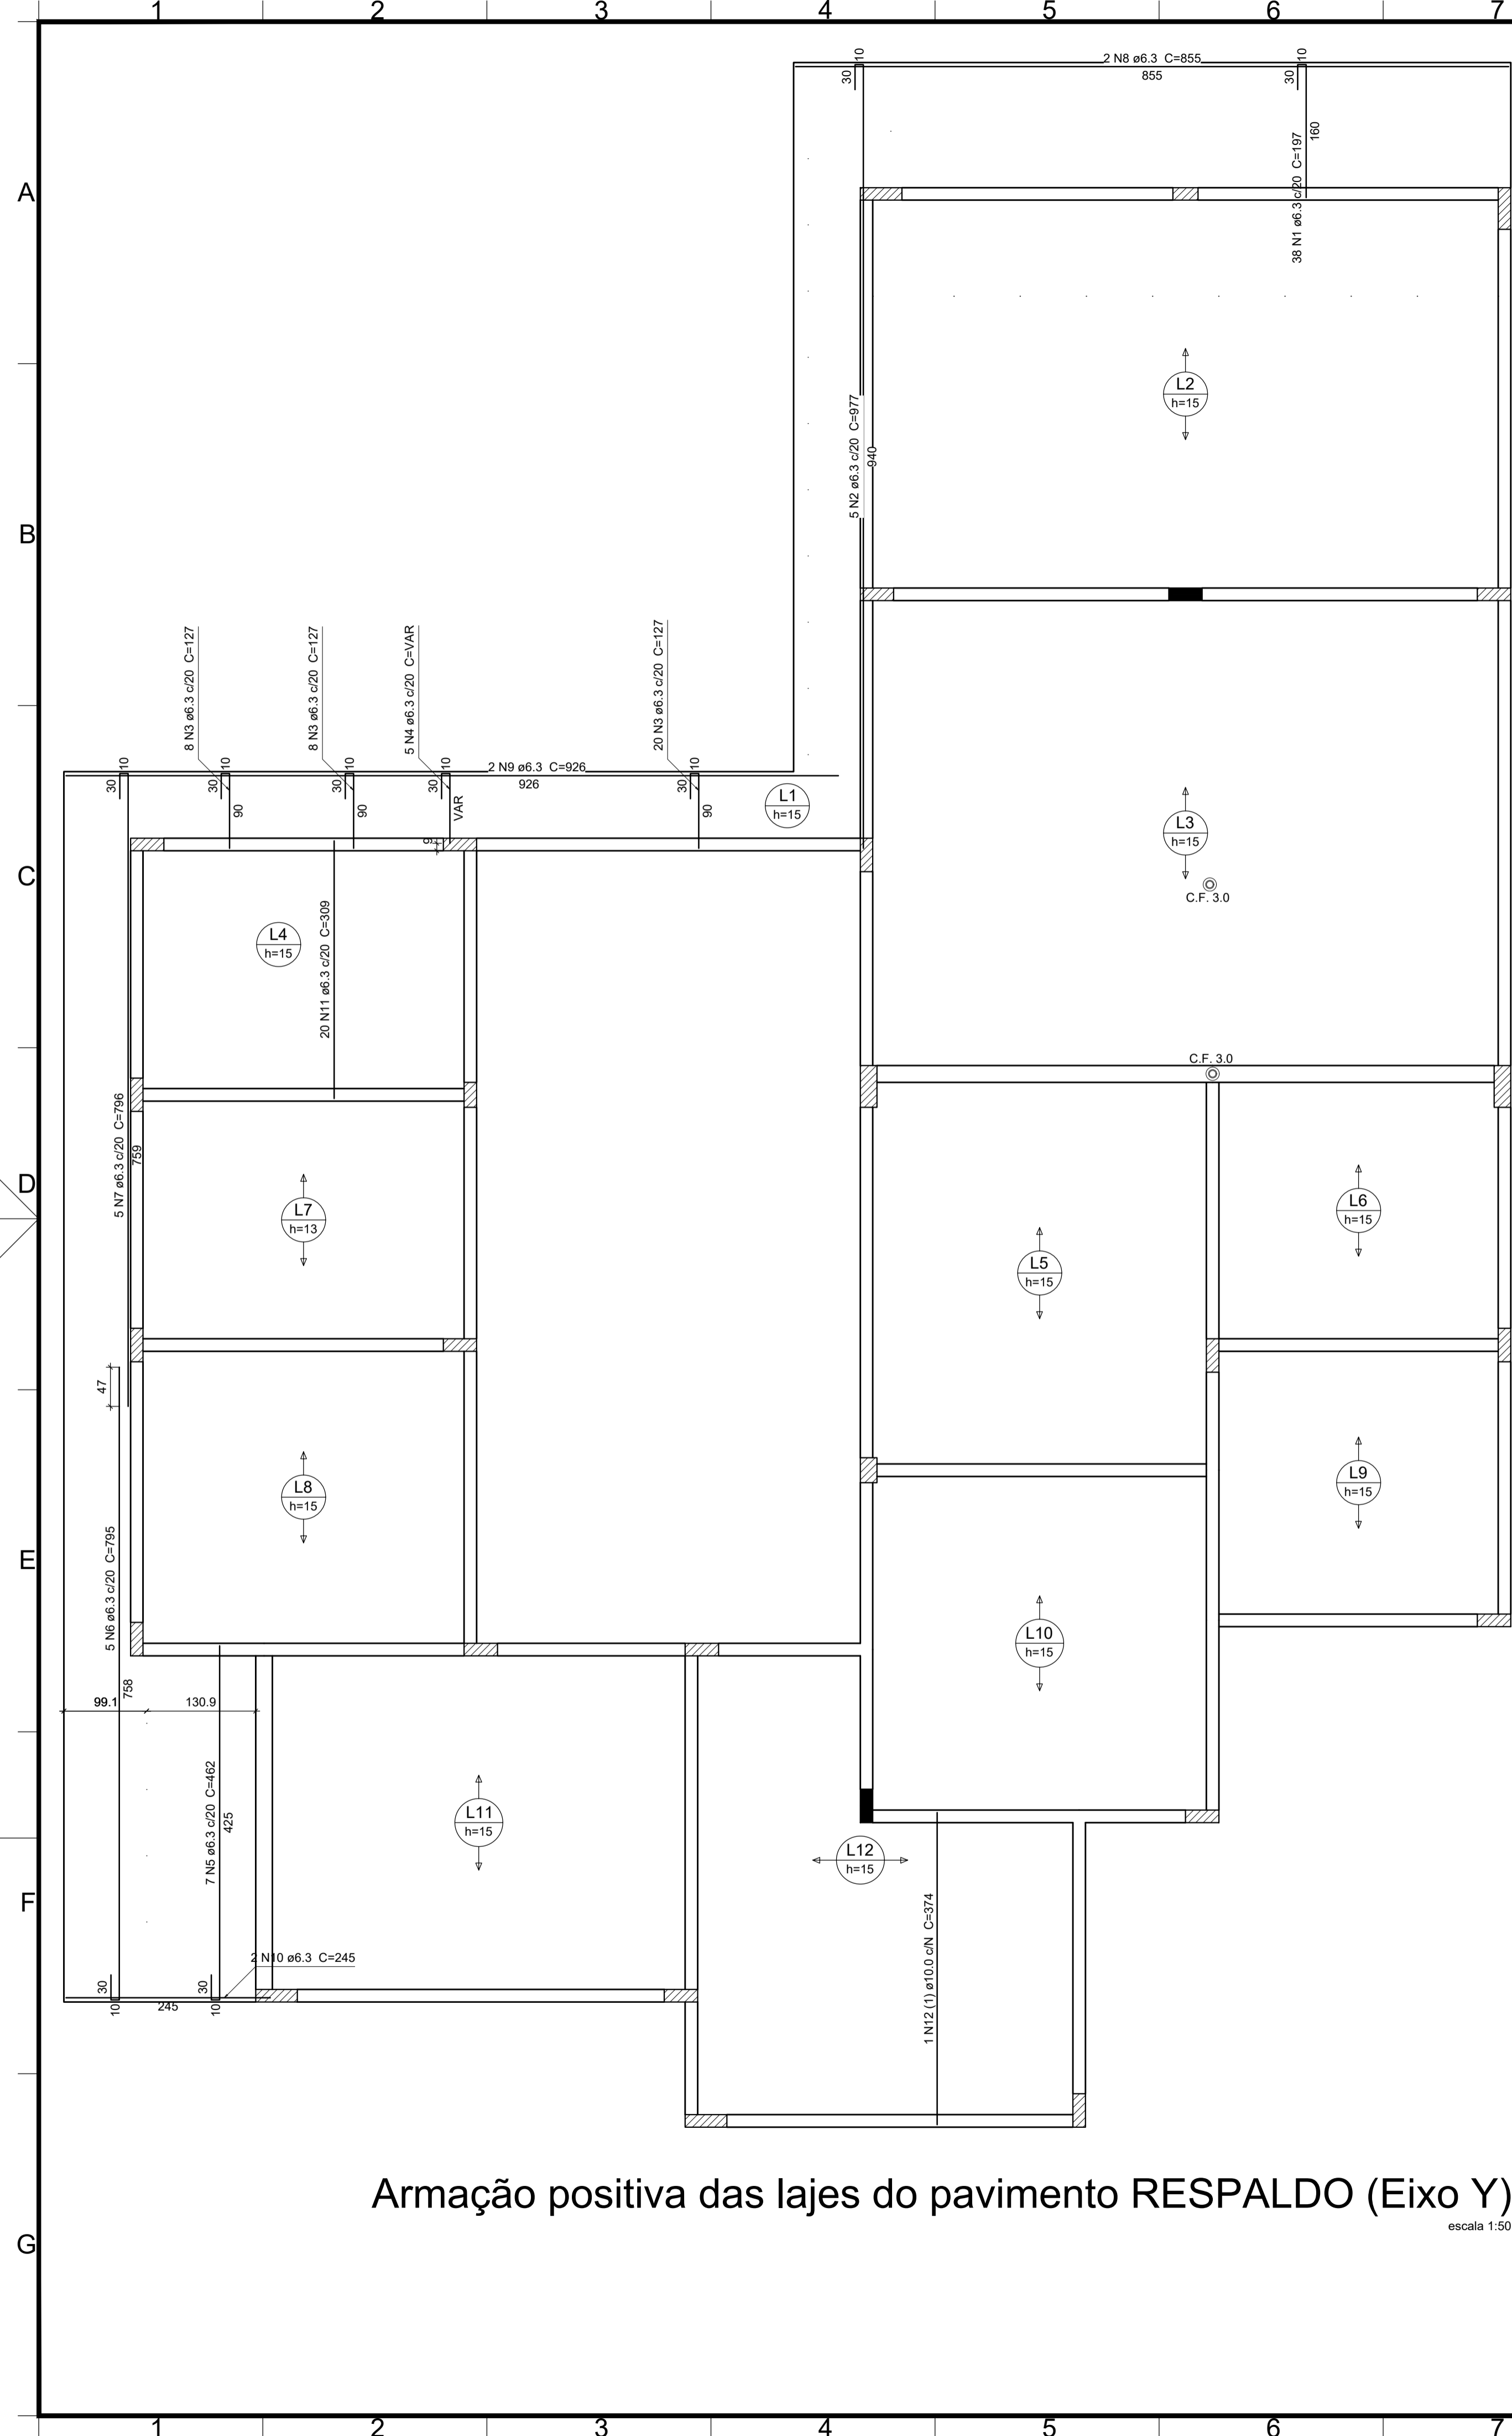 1 2 3 4 5 6 7
2 N8 ø6.3 C=855
855
30
10
30
10
160
38 N1 ø6.3 c/20 C=197
A
L2
h=15
5 N2 ø6.3 c/20 C=977
940
B
8 N3 ø6.3 c/20 C=127
8 N3 ø6.3 c/20 C=127
5 N4 ø6.3 c/20 C=VAR
20 N3 ø6.3 c/20 C=127
2 N9 ø6.3 C=926
926
30
10
30
10
90
30
10
90
30
10
VAR
30
10
90
9
L1
h=15
L3
h=15
C.F. 3.0
C
L4
h=15
20 N11 ø6.3 c/20 C=309
C.F. 3.0
5 N7 ø6.3 c/20 C=796
759
D
L7
h=13
L5
h=15
L6
h=15
47
L8
h=15
L9
h=15
E
5 N6 ø6.3 c/20 C=795
758
L10
h=15
99.1
130.9
7 N5 ø6.3 c/20 C=462
425
L11
h=15
L12
h=15
F
1 N12 (1) ø10.0 c/N C=374
2 N10 ø6.3 C=245
30
10
30
10
245
Armação positiva das lajes do pavimento RESPALDO (Eixo Y)
escala 1:50
G
1 2 3 4 5 6 7